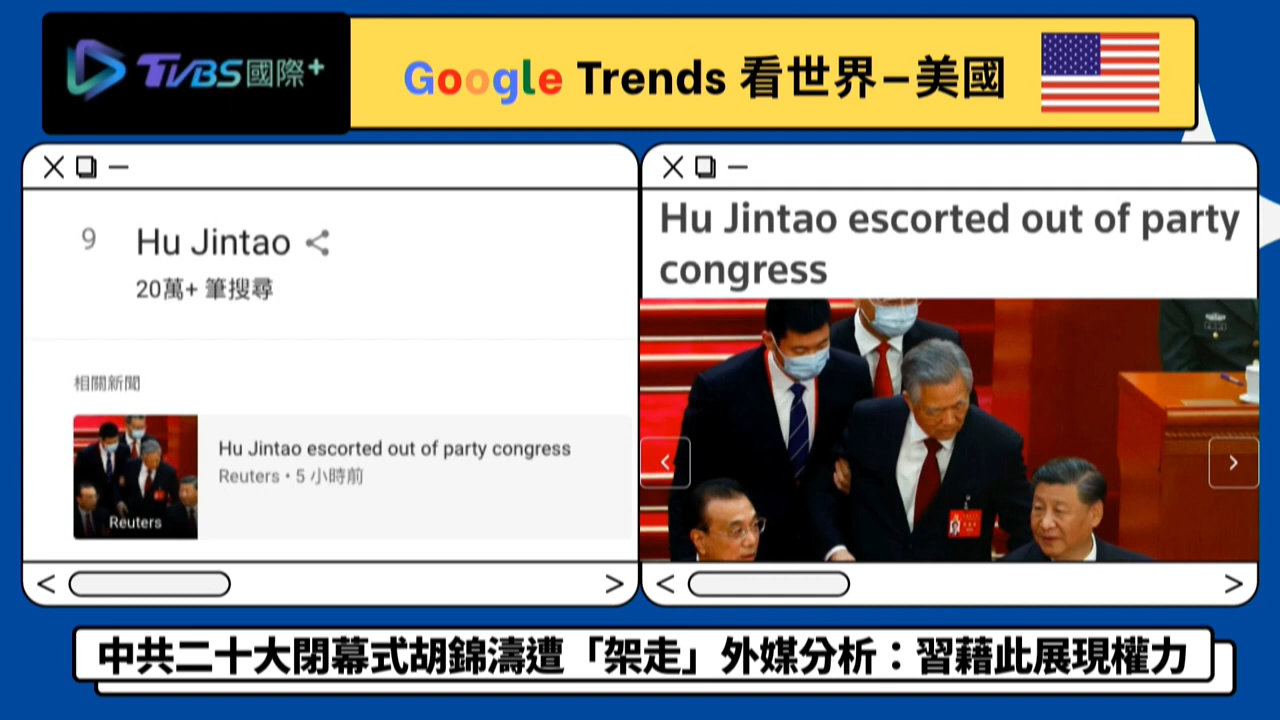 TVBS國際+
Google Trends 看世界-美國
9
Hu Jintao
20萬+ 筆搜尋
相關新聞
Hu Jintao escorted out of party congress
Reuters • 5 小時前
Reuters
Hu Jintao escorted out of party
congress
中共二十大閉幕式胡錦濤遭「架走」外媒分析：習藉此展現權力